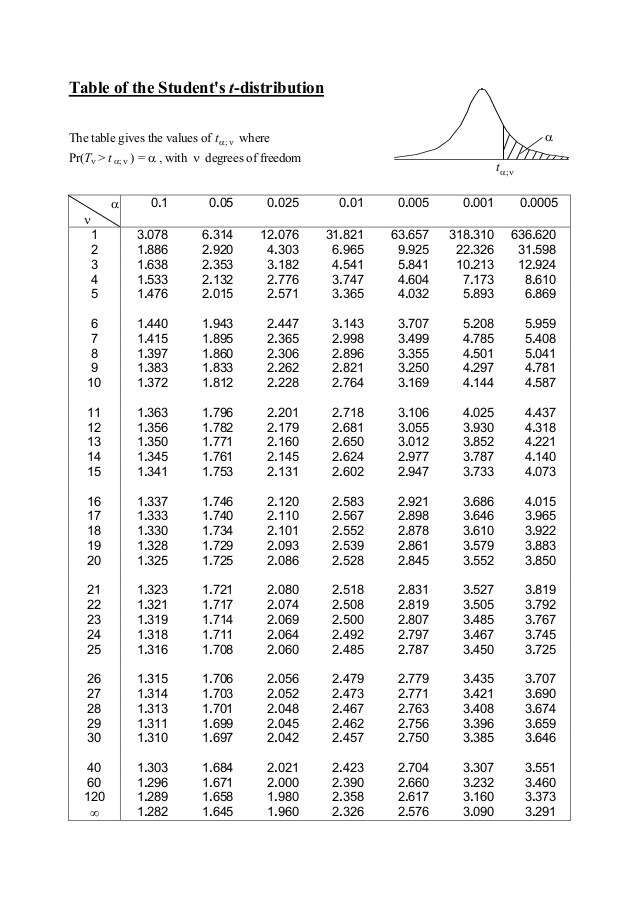 Table of the Student's t-distribution
The table gives the values of tα;ν where
Pr(Tν > tα;ν) = α, with ν degrees of freedom
α
tα;ν
α 0.1 0.05 0.025 0.01 0.005 0.001 0.0005
ν
1 3.078 6.314 12.076 31.821 63.657 318.310 636.620
2 1.886 2.920 4.303 6.965 9.925 22.326 31.598
3 1.638 2.353 3.182 4.541 5.841 10.213 12.924
4 1.533 2.132 2.776 3.747 4.604 7.173 8.610
5 1.476 2.015 2.571 3.365 4.032 5.893 6.869
6 1.440 1.943 2.447 3.143 3.707 5.208 5.959
7 1.415 1.895 2.365 2.998 3.499 4.785 5.408
8 1.397 1.860 2.306 2.896 3.355 4.501 5.041
9 1.383 1.833 2.262 2.821 3.250 4.297 4.781
10 1.372 1.812 2.228 2.764 3.169 4.144 4.587
11 1.363 1.796 2.201 2.718 3.106 4.025 4.437
12 1.356 1.782 2.179 2.681 3.055 3.930 4.318
13 1.350 1.771 2.160 2.650 3.012 3.852 4.221
14 1.345 1.761 2.145 2.624 2.977 3.787 4.140
15 1.341 1.753 2.131 2.602 2.947 3.733 4.073
16 1.337 1.746 2.120 2.583 2.921 3.686 4.015
17 1.333 1.740 2.110 2.567 2.898 3.646 3.965
18 1.330 1.734 2.101 2.552 2.878 3.610 3.922
19 1.328 1.729 2.093 2.539 2.861 3.579 3.883
20 1.325 1.725 2.086 2.528 2.845 3.552 3.850
21 1.323 1.721 2.080 2.518 2.831 3.527 3.819
22 1.321 1.717 2.074 2.508 2.819 3.505 3.792
23 1.319 1.714 2.069 2.500 2.807 3.485 3.767
24 1.318 1.711 2.064 2.492 2.797 3.467 3.745
25 1.316 1.708 2.060 2.485 2.787 3.450 3.725
26 1.315 1.706 2.056 2.479 2.779 3.435 3.707
27 1.314 1.703 2.052 2.473 2.771 3.421 3.690
28 1.313 1.701 2.048 2.467 2.763 3.408 3.674
29 1.311 1.699 2.045 2.462 2.756 3.396 3.659
30 1.310 1.697 2.042 2.457 2.750 3.385 3.646
40 1.303 1.684 2.021 2.423 2.704 3.307 3.551
60 1.296 1.671 2.000 2.390 2.660 3.232 3.460
120 1.289 1.658 1.980 2.358 2.617 3.160 3.373
∞ 1.282 1.645 1.960 2.326 2.576 3.090 3.291